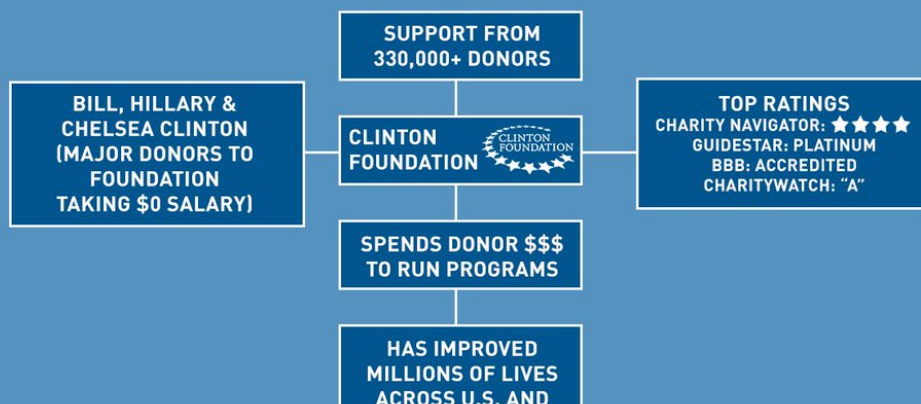 SUPPORT FROM
330,000+ DONORS
BILL, HILLARY &
CHELSEA CLINTON
(MAJOR DONORS TO
FOUNDATION
TAKING $0 SALARY)
CLINTON
FOUNDATION
CLINTON
FOUNDATION
TOP RATINGS
CHARITY NAVIGATOR: ★★★★
GUIDESTAR: PLATINUM
BBB: ACCREDITED
CHARITYWATCH: “A”
SPENDS DONOR $$$
TO RUN PROGRAMS
HAS IMPROVED
MILLIONS OF LIVES
ACROSS U.S. AND